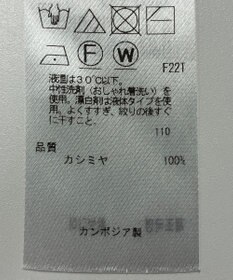 F W
F221
液温は30℃以下。
中性洗剤(おしゃれ着洗い)を
使用。漂白剤は液体タイプを使
用。よくすすぎ、絞りの後すぐ
に干すこと。
110
品質
カシミヤ 100%
カンボジア製